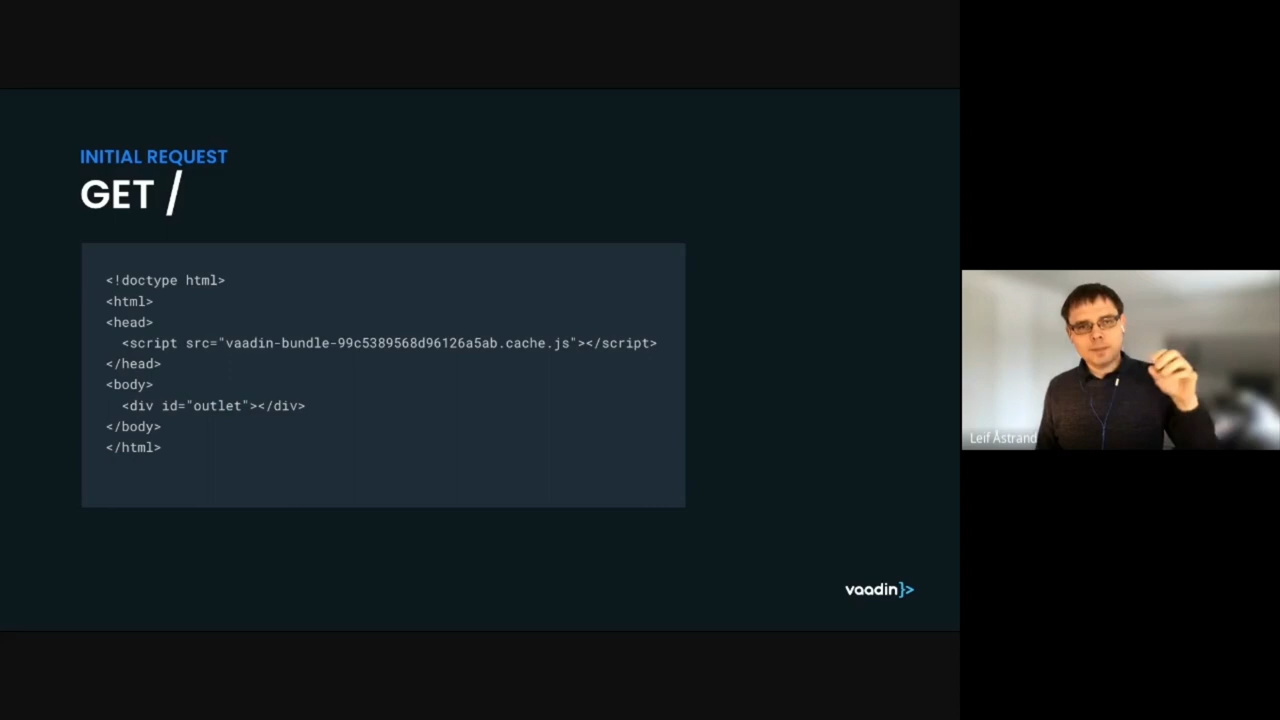 INITIAL REQUEST
GET /
<!doctype html>
<html>
<head>
<script src="vaadin-bundle-99c5389568d96126a5ab.cache.js"></script>
</head>
<body>
<div id="outlet"></div>
</body>
</html>
vaadin}>
Leif Åstrand